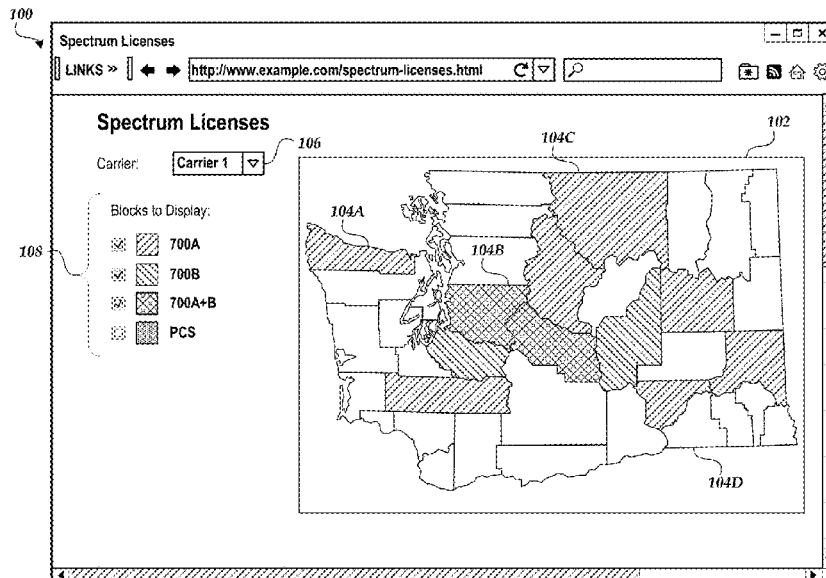 100
Spectrum Licenses
LINKS »
http://www.example.com/spectrum-licenses.html
Spectrum Licenses
106
102
Carrier:
Carrier 1
104C
Blocks to Display:
104A
108
700A
700B
104B
700A+B
PCS
104D